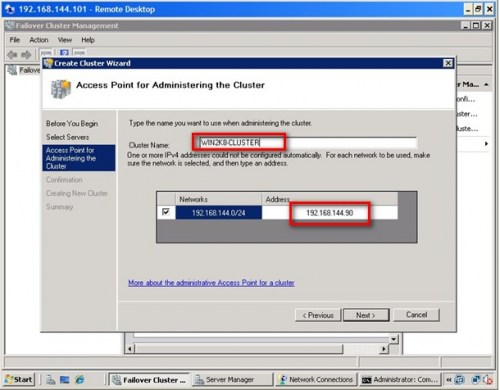 192.168.144.101 - Remote Desktop
Failover Cluster Management
File Action View Help
Failover
Create Cluster Wizard
Access Point for Administering the Cluster
Before You Begin
Select Servers
Access Point for
Administering the
Cluster
Confirmation
Creating New Cluster
Summary
Type the name you want to use when administering the cluster.
Cluster Name:
WIN2K8-CLUSTER
One or more IPv4 addresses could not be configured automatically. For each network to be used, make
sure the network is selected, and then type an address.
Networks Address
192.168.144.0/24 192.168.144.90
More about the administrative Access Point for a cluster
< Previous Next > Cancel
Start Failover Cluster ... Server Manager Network Connections Administrator: Com...